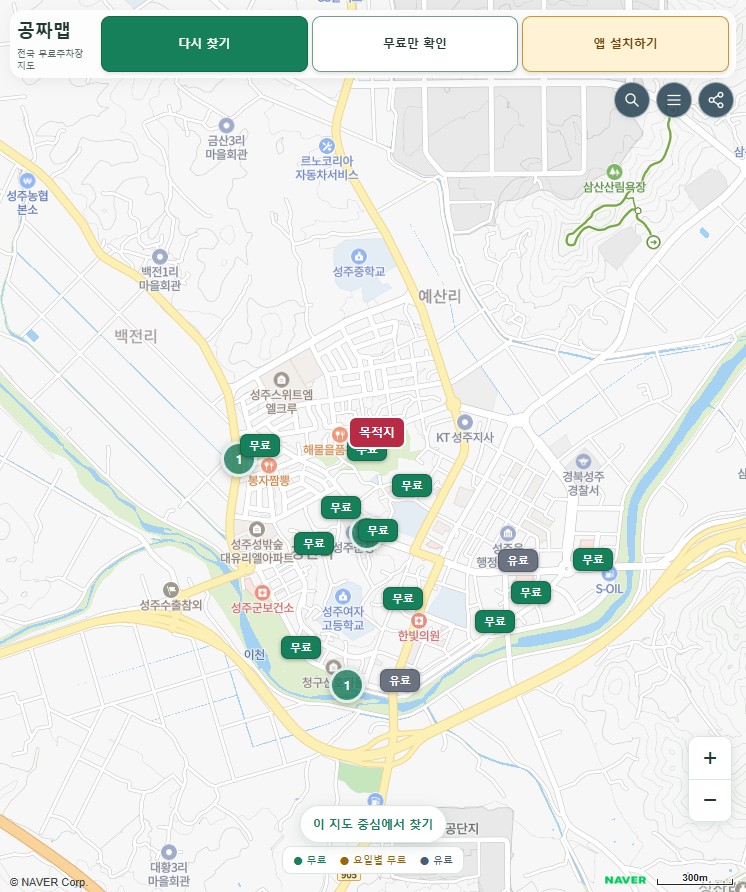 공짜맵
전국 무료주차장
지도
다시 찾기
무료만 확인
앱 설치하기
금산3리
마을회관
르노코리아
자동차서비스
성주농협
본소
삼산산림욕장
백전1리
마을회관
성주중학교
예산리
백전리
성주스위트엠
엘크루
목적지
KT성주지사
해물을품
무료
무료
1
봉자짬뽕
경북성주
경찰서
무료
무료
무료
무료
성주성밖숲
대유리엘아파트
유료
무료
S-OIL
성주수출참외
성주군보건소
성주여자
고등학교
무료
무료
무료
한빛의원
이천
무료
1
유료
이 지도 중심에서 찾기
공단지
무료
요일별 무료
유료
905
대황3리
마을회관
© NAVER Corp.
NAVER
300m
+
−